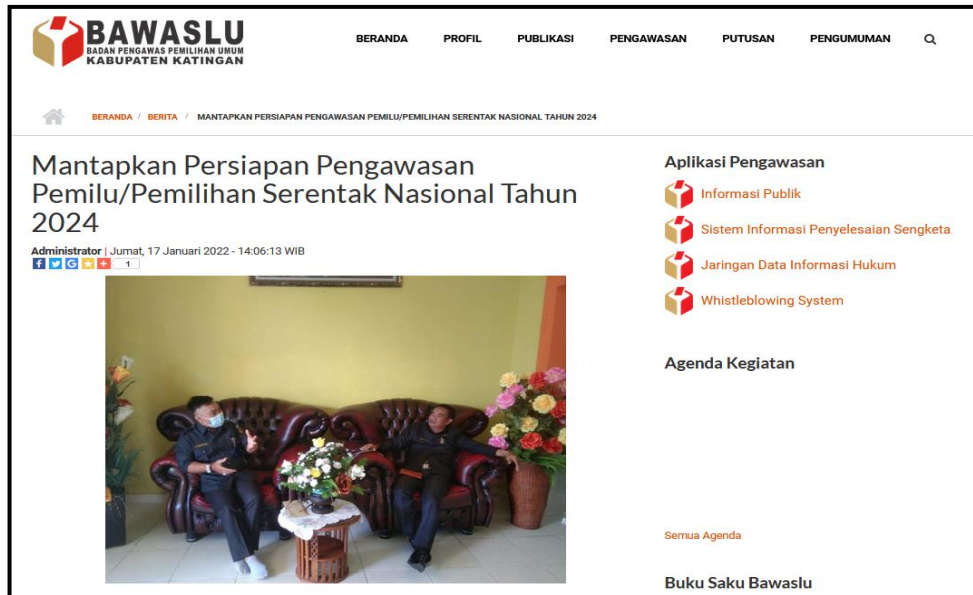 BAWASLU
BADAN PENGAWAS PEMILIHAN UMUM
KABUPATEN KATINGAN
BERANDA PROFIL PUBLIKASI PENGAWASAN PUTUSAN PENGUMUMAN
BERANDA / BERITA / MANTAPKAN PERSIAPAN PENGAWASAN PEMILU/PEMILIHAN SERENTAK NASIONAL TAHUN 2024
Mantapkan Persiapan Pengawasan
Pemilu/Pemilihan Serentak Nasional Tahun
2024
Administrator | Jumat, 17 Januari 2022 - 14:06:13 WIB
1
Aplikasi Pengawasan
Informasi Publik
Sistem Informasi Penyelesaian Sengketa
Jaringan Data Informasi Hukum
Whistleblowing System
Agenda Kegiatan
Semua Agenda
Buku Saku Bawaslu